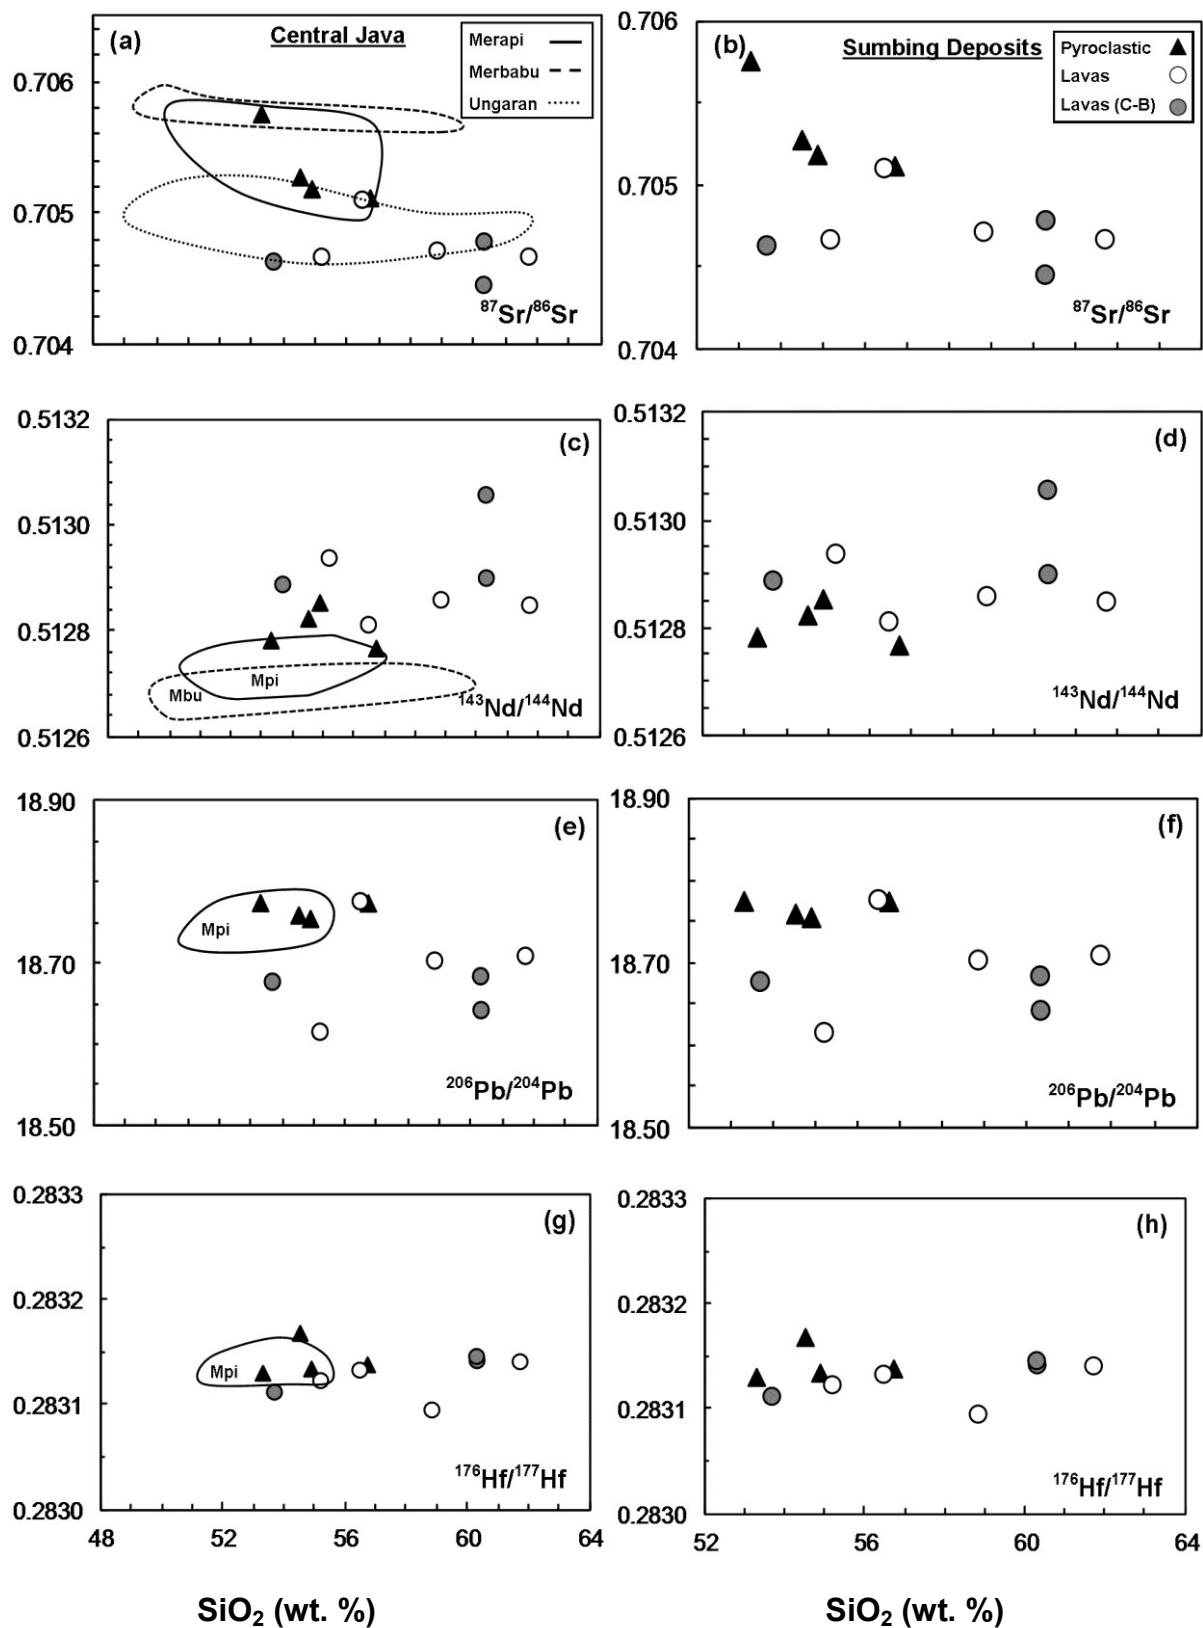 (a)
Central Java
Merapi
Merbabu
Ungaran
0.706
0.705
0.704
⁸⁷Sr/⁸⁶Sr
(b)
Sumbing Deposits
Pyroclastic
Lavas
Lavas (C-B)
0.706
0.705
0.704
⁸⁷Sr/⁸⁶Sr
(c)
0.5132
0.5130
0.5128
0.5126
Mpi
Mbu
¹⁴³Nd/¹⁴⁴Nd
(d)
0.5132
0.5130
0.5128
0.5126
¹⁴³Nd/¹⁴⁴Nd
(e)
18.90
18.70
18.50
Mpi
²⁰⁶Pb/²⁰⁴Pb
(f)
18.90
18.70
18.50
²⁰⁶Pb/²⁰⁴Pb
(g)
0.2833
0.2832
0.2831
0.2830
Mpi
¹⁷⁶Hf/¹⁷⁷Hf
48 52 56 60 64
SiO₂ (wt. %)
(h)
0.2833
0.2832
0.2831
0.2830
¹⁷⁶Hf/¹⁷⁷Hf
52 56 60 64
SiO₂ (wt. %)